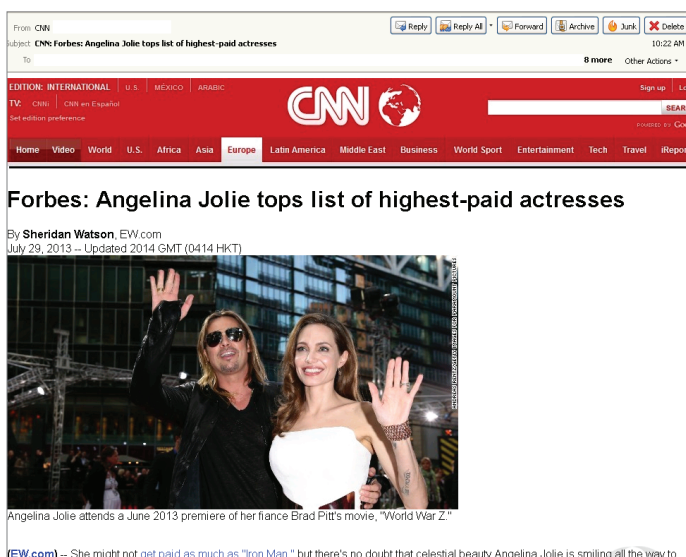 From CNN
Reply Reply All Forward Archive Junk Delete
Subject CNN: Forbes: Angelina Jolie tops list of highest-paid actresses
10:22 AM
To
8 more Other Actions
EDITION: INTERNATIONAL U.S. MÉXICO ARABIC
Sign up
TV: CNNi CNN en Español
CNN
SEAR
Set edition preference
POWERED BY Goo
Home Video World U.S. Africa Asia Europe Latin America Middle East Business World Sport Entertainment Tech Travel iRepor
Forbes: Angelina Jolie tops list of highest-paid actresses
By Sheridan Watson, EW.com
July 29, 2013 -- Updated 2014 GMT (0414 HKT)
Angelina Jolie attends a June 2013 premiere of her fiance Brad Pitt's movie, "World War Z."
(EW.com) -- She might not get paid as much as "Iron Man," but there's no doubt that celestial beauty Angelina Jolie is smiling all the way to